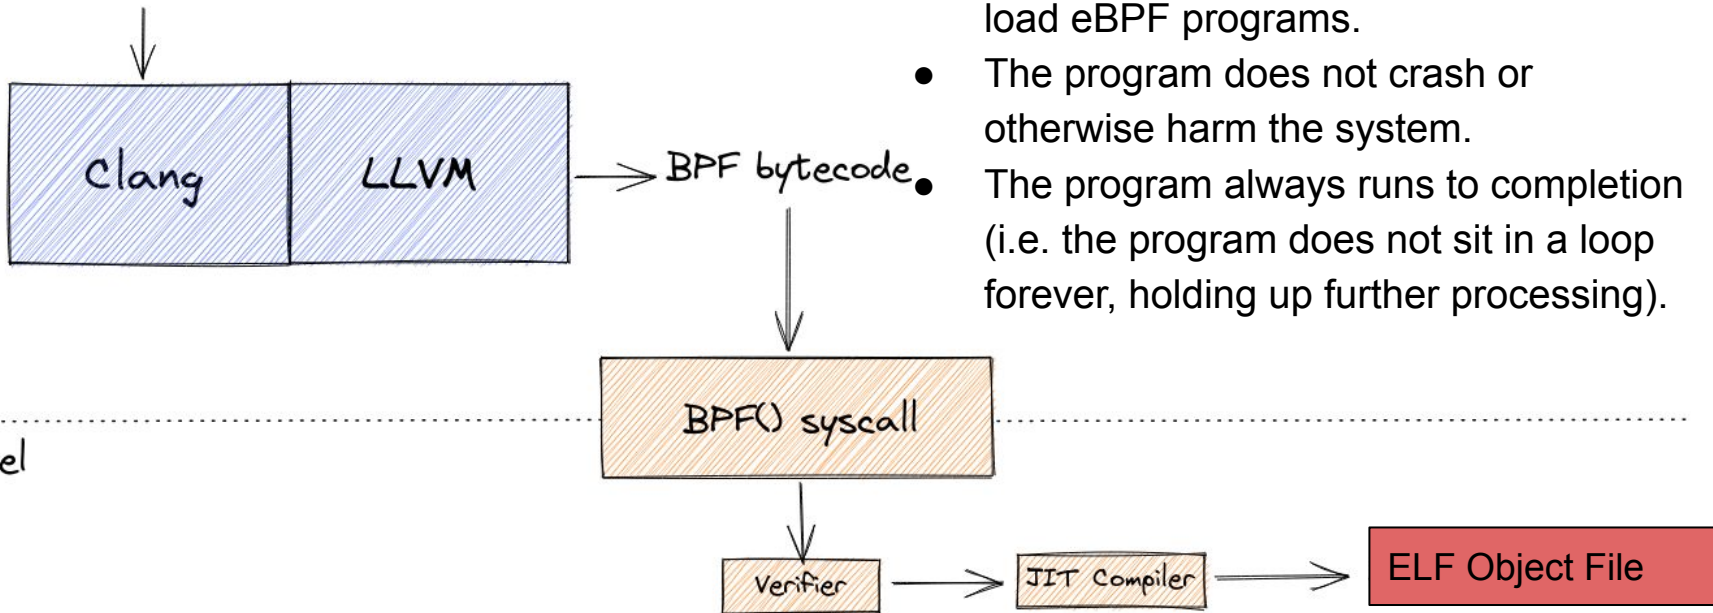 load eBPF programs.
● The program does not crash or
otherwise harm the system.
● The program always runs to completion
(i.e. the program does not sit in a loop
forever, holding up further processing).
Clang
LLVM
BPF bytecode
BPF() syscall
el
Verifier
JIT Compiler
ELF Object File